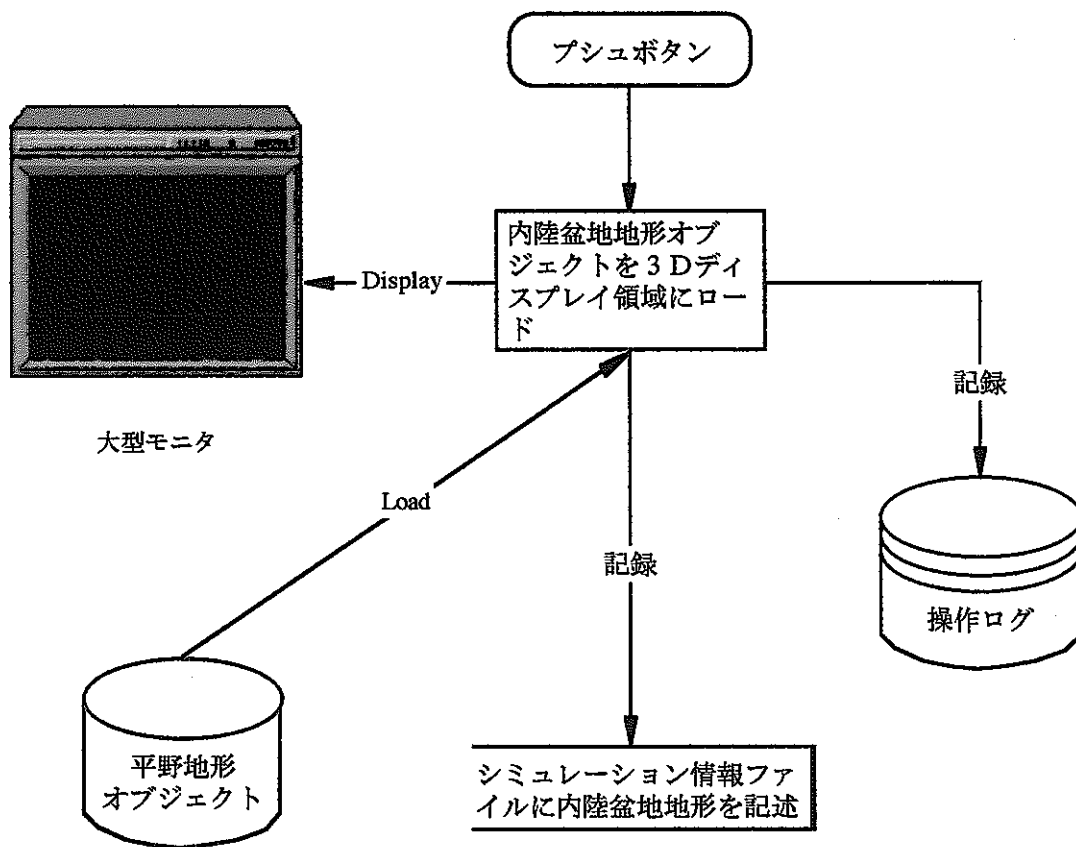 プシュボタン
内陸盆地地形オブ
ジェクトを３Ｄディ
スプレイ領域にロー
ド
Display
記録
大型モニタ
Load
記録
操作ログ
平野地形
オブジェクト
シミュレーション情報ファ
イルに内陸盆地地形を記述